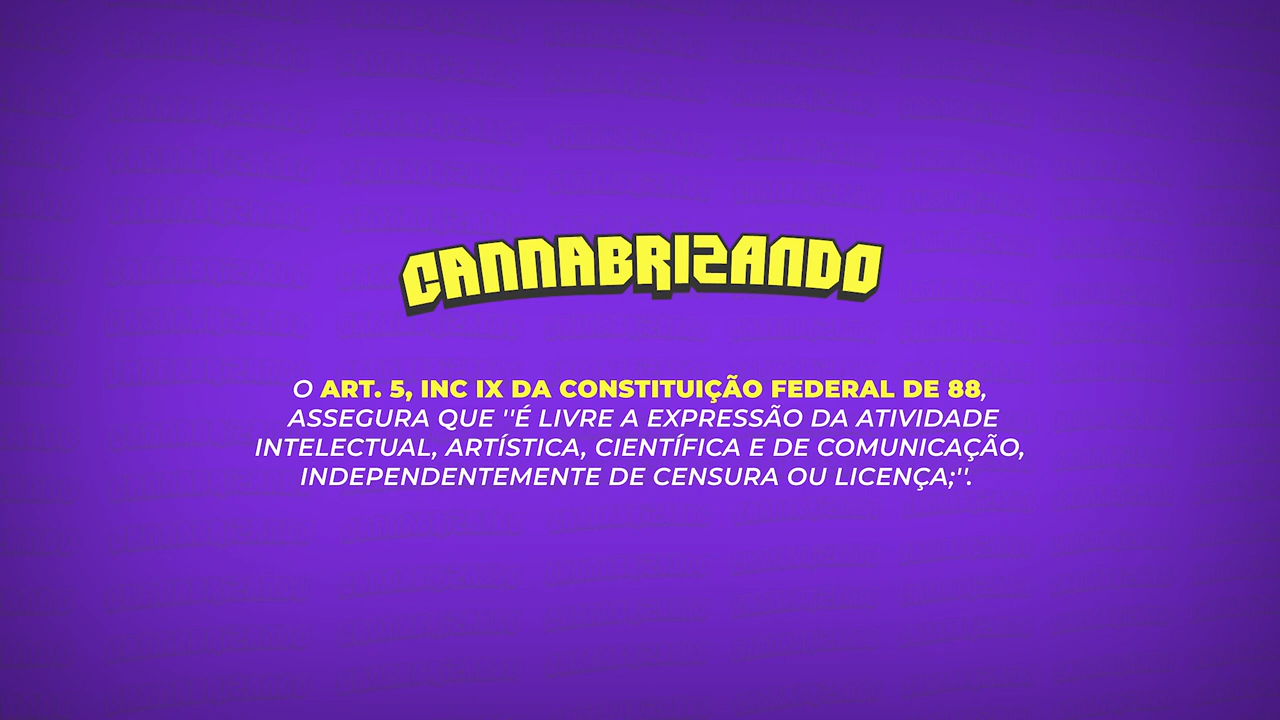 CANNABRIZANDO
O ART. 5, INC IX DA CONSTITUIÇÃO FEDERAL DE 88,
ASSEGURA QUE ''É LIVRE A EXPRESSÃO DA ATIVIDADE
INTELECTUAL, ARTÍSTICA, CIENTÍFICA E DE COMUNICAÇÃO,
INDEPENDENTEMENTE DE CENSURA OU LICENÇA;''.